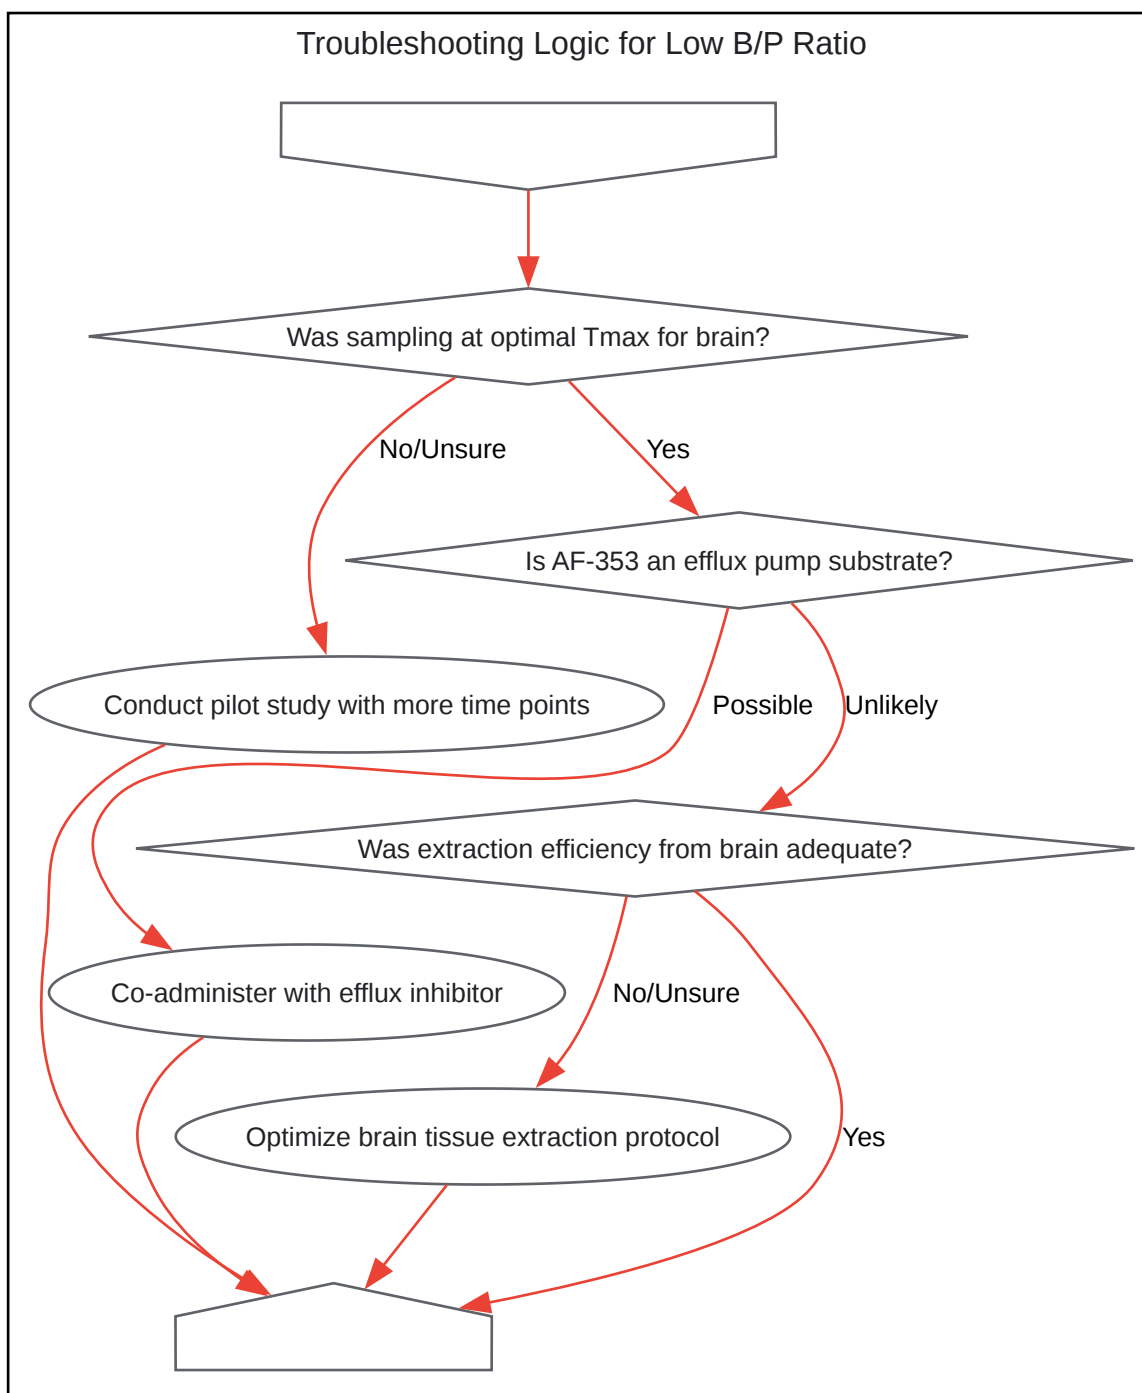 Troubleshooting Logic for Low B/P Ratio
Was sampling at optimal Tmax for brain?
No/Unsure
Yes
Is AF-353 an efflux pump substrate?
Conduct pilot study with more time points
Possible
Unlikely
Was extraction efficiency from brain adequate?
Co-administer with efflux inhibitor
No/Unsure
Optimize brain tissue extraction protocol
Yes